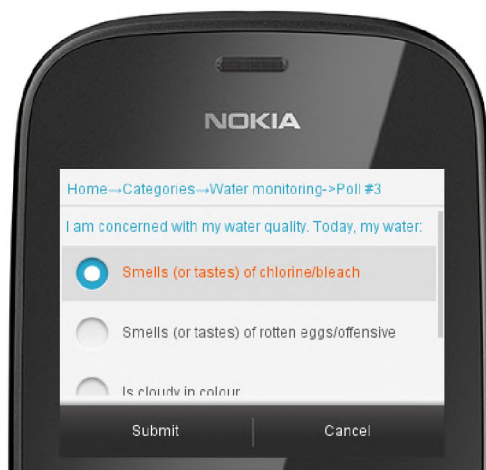 NOKIA
Home→Categories→Water monitoring->Poll #3
I am concerned with my water quality. Today, my water:
Smells (or tastes) of chlorine/bleach
Smells (or tastes) of rotten eggs/offensive
Is cloudy in colour
Submit Cancel